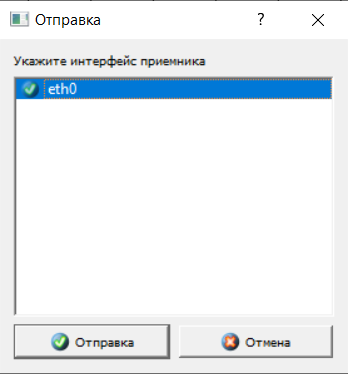 Отправка
?
Укажите интерфейс приемника
eth0
Отправка Отмена